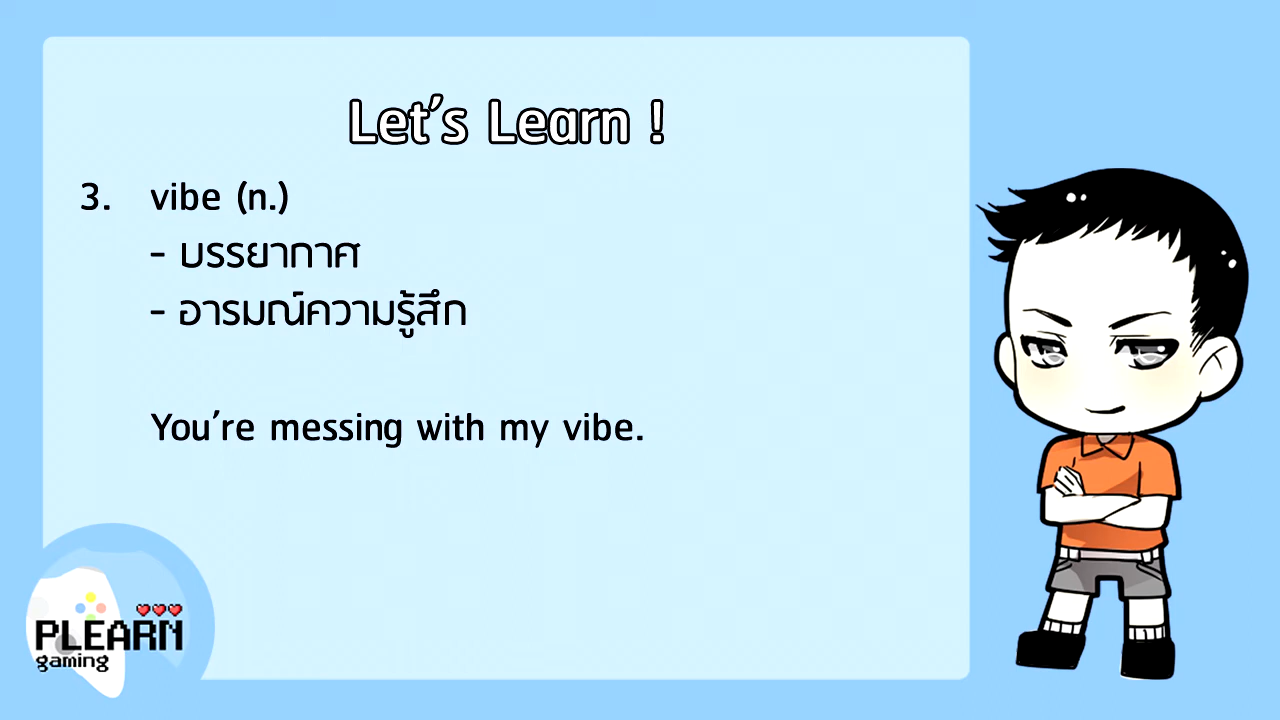 Let's Learn !
3. vibe (n.)
- บรรยากาศ
- อารมณ์ความรู้สึก
You're messing with my vibe.
PLEARN
gaming